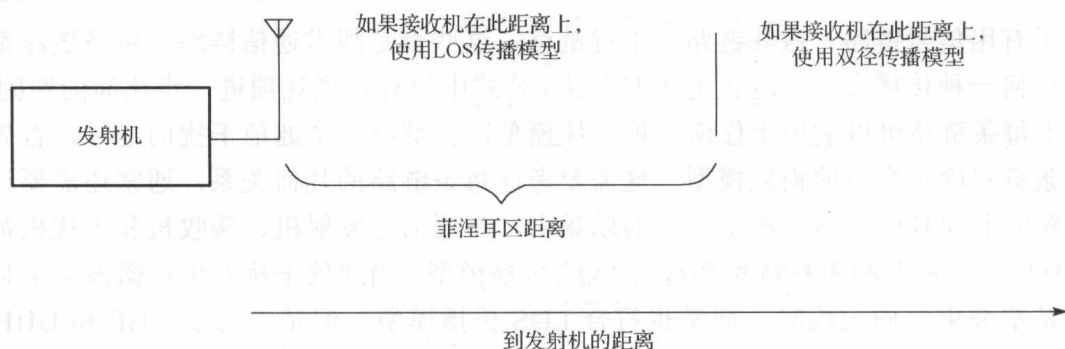 如果接收机在此距离上,
使用LOS传播模型
如果接收机在此距离上,
使用双径传播模型
发射机
菲涅耳区距离
到发射机的距离